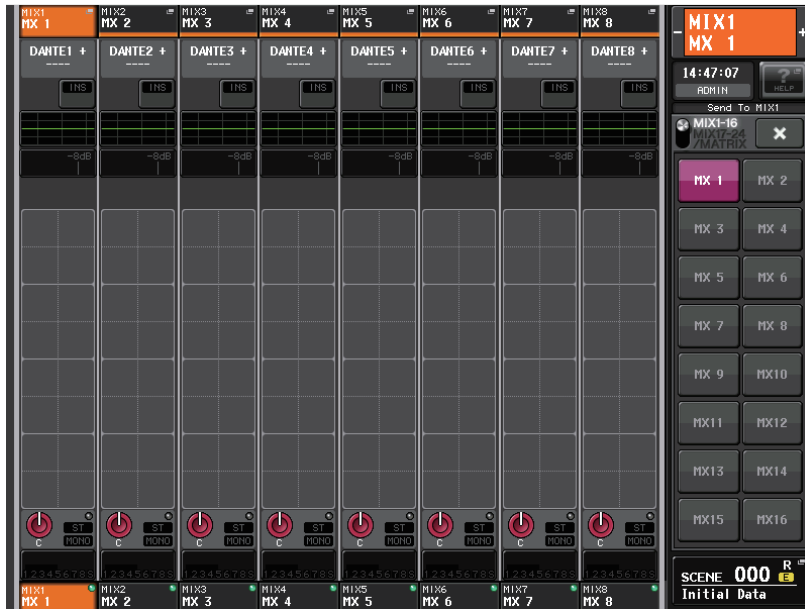 MIX1 MIX2 MIX3 MIX4 MIX5 MIX6 MIX7 MIX8
MX 1 MX 2 MX 3 MX 4 MX 5 MX 6 MX 7 MX 8
DANTE1 + DANTE2 + DANTE3 + DANTE4 + DANTE5 + DANTE6 + DANTE7 + DANTE8 +
---- ---- ---- ---- ---- ---- ---- ----
INS INS INS INS INS INS INS INS
-8dB -8dB -8dB -8dB -8dB -8dB -8dB -8dB
ST ST ST ST ST ST ST ST
C MONO C MONO C MONO C MONO C MONO C MONO C MONO C MONO
12345678 12345678 12345678 12345678 12345678 12345678 12345678 12345678
MIX1 MIX2 MIX3 MIX4 MIX5 MIX6 MIX7 MIX8
MX 1 MX 2 MX 3 MX 4 MX 5 MX 6 MX 7 MX 8
- MIX1 +
MX 1
14:47:07 ?
ADMIN HELP
Send To MIX1
MIX1-16
MIX17-24
/MATRIX
MX 1 MX 2
MX 3 MX 4
MX 5 MX 6
MX 7 MX 8
MX 9 MX10
MX11 MX12
MX13 MX14
MX15 MX16
SCENE 000 R E
Initial Data